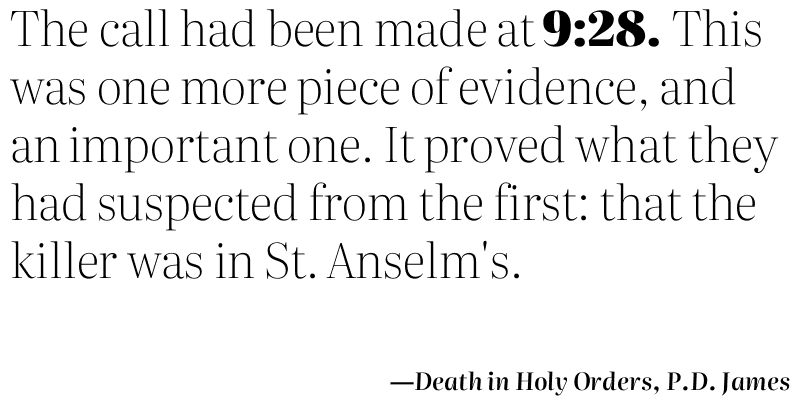 The call had been made at 9:28. This
was one more piece of evidence, and
an important one. It proved what they
had suspected from the first: that the
killer was in St. Anselm's.
—Death in Holy Orders, P.D. James